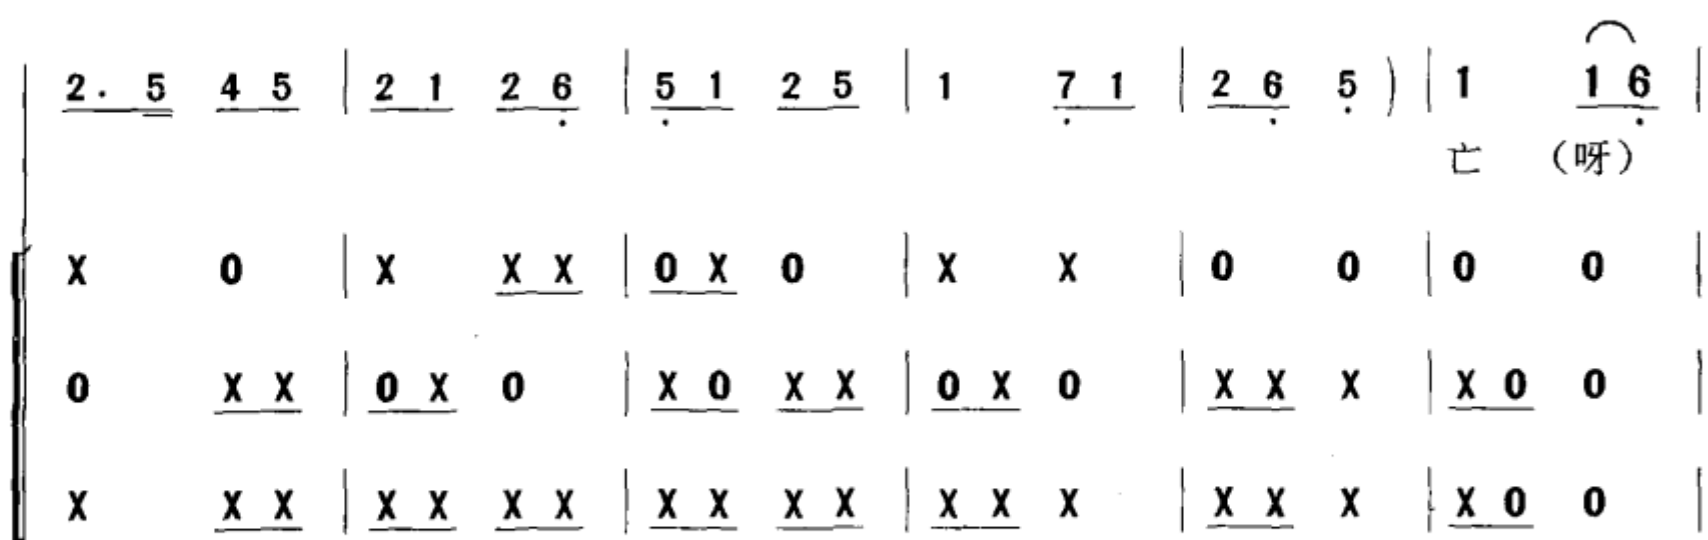 2. 5 4 5 | 2 1 2 6̣ | 5̣ 1 2 5 | 1 7̣ 1 | 2 6̣ 5̣ ) | 1 1 6̣ |
亡 （呀）
X 0 | X X X | 0 X 0 | X X | 0 0 | 0 0 |
0 X X | 0 X 0 | X 0 X X | 0 X 0 | X X X | X 0 0 |
X X X | X X X X | X X X X | X X X | X X X | X 0 0 |